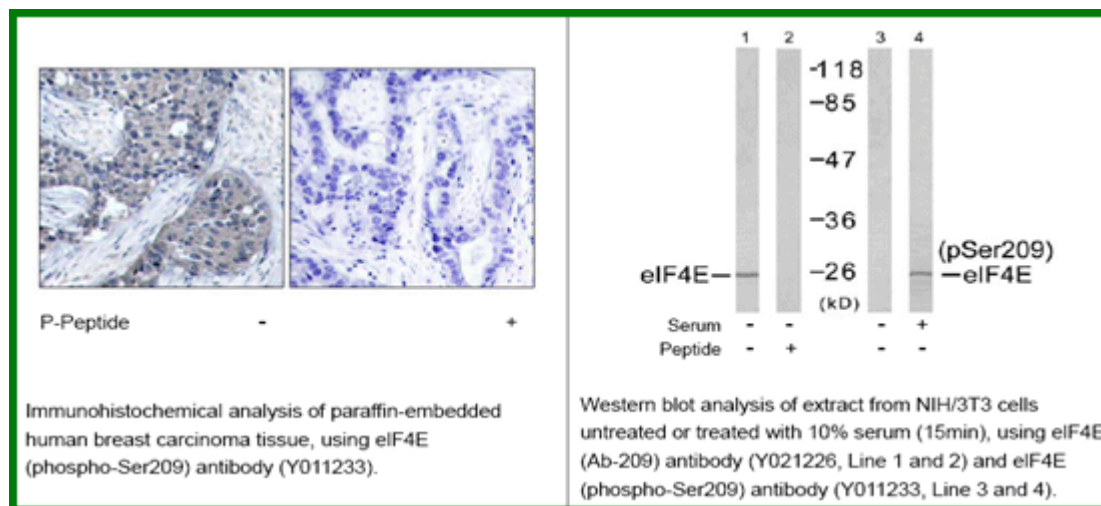 P-Peptide - +
Immunohistochemical analysis of paraffin-embedded
human breast carcinoma tissue, using eIF4E
(phospho-Ser209) antibody (Y011233).
1 2 3 4
-118
-85
-47
-36
(pSer209)
eIF4E- -26 -eIF4E
(kD)
Serum - - - +
Peptide - + - -
Western blot analysis of extract from NIH/3T3 cells
untreated or treated with 10% serum (15min), using eIF4E
(Ab-209) antibody (Y021226, Line 1 and 2) and eIF4E
(phospho-Ser209) antibody (Y011233, Line 3 and 4).